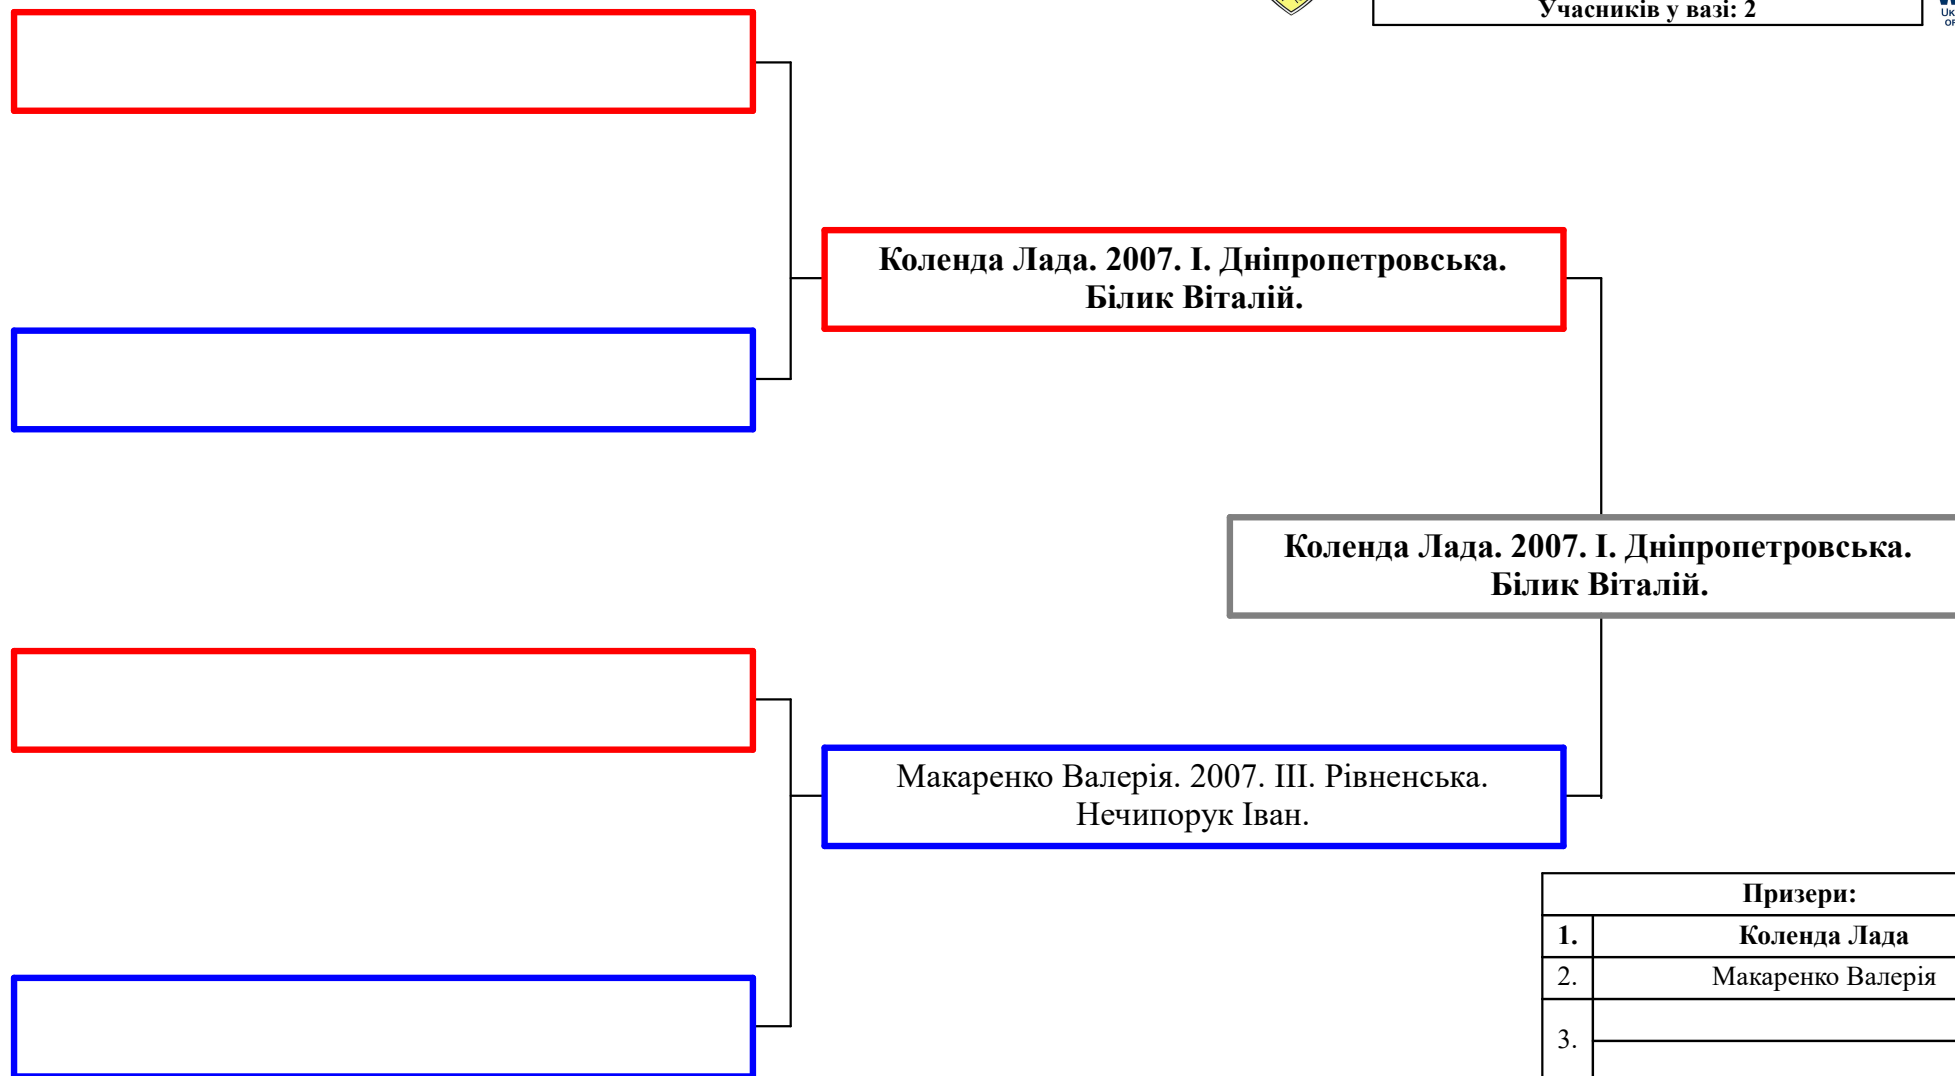 Учасників у вазі: 2
Коленда Лада. 2007. І. Дніпропетровська.
Білик Віталій.
Коленда Лада. 2007. І. Дніпропетровська.
Білик Віталій.
Макаренко Валерія. 2007. ІІІ. Рівненська.
Нечипорук Іван.
Призери:
1. Коленда Лада
2. Макаренко Валерія
3.